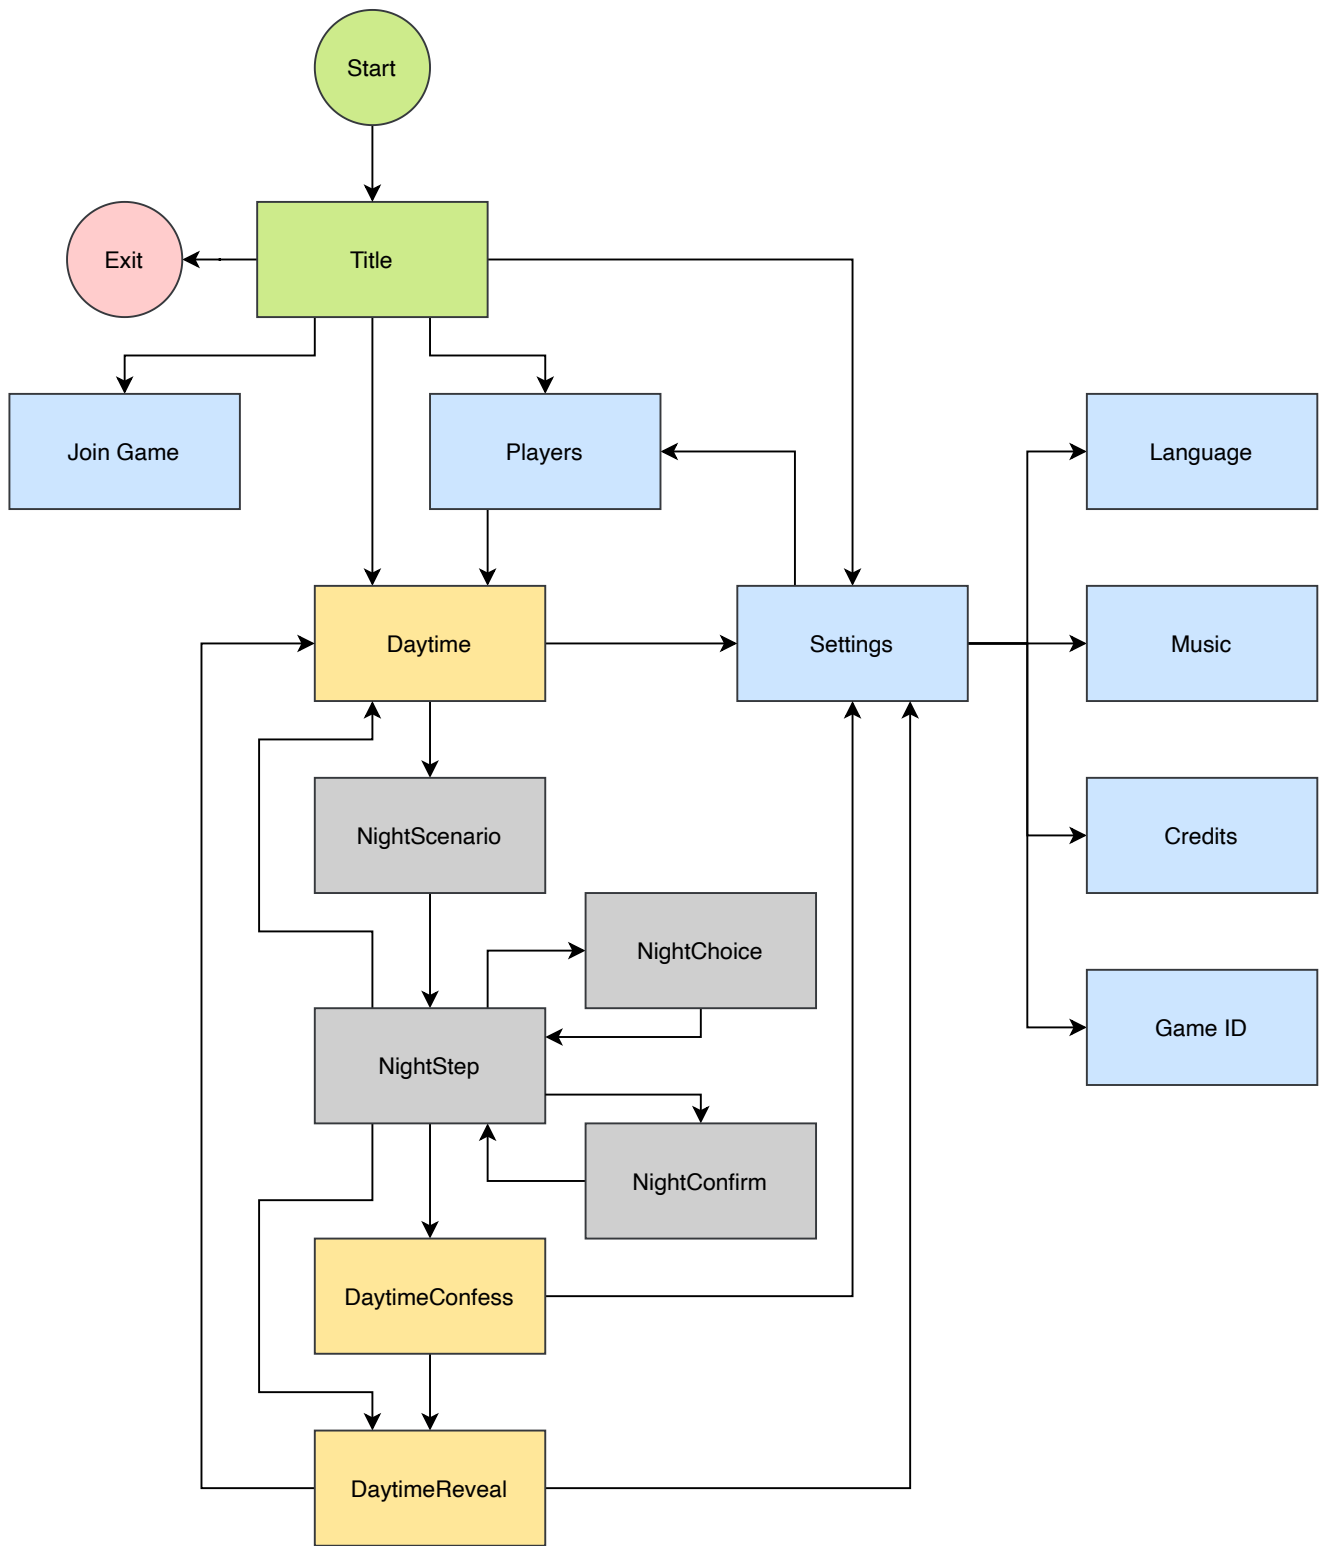 Start
Exit
Title
Join Game
Players
Language
Daytime
Settings
Music
NightScenario
Credits
NightChoice
Game ID
NightStep
NightConfirm
DaytimeConfess
DaytimeReveal